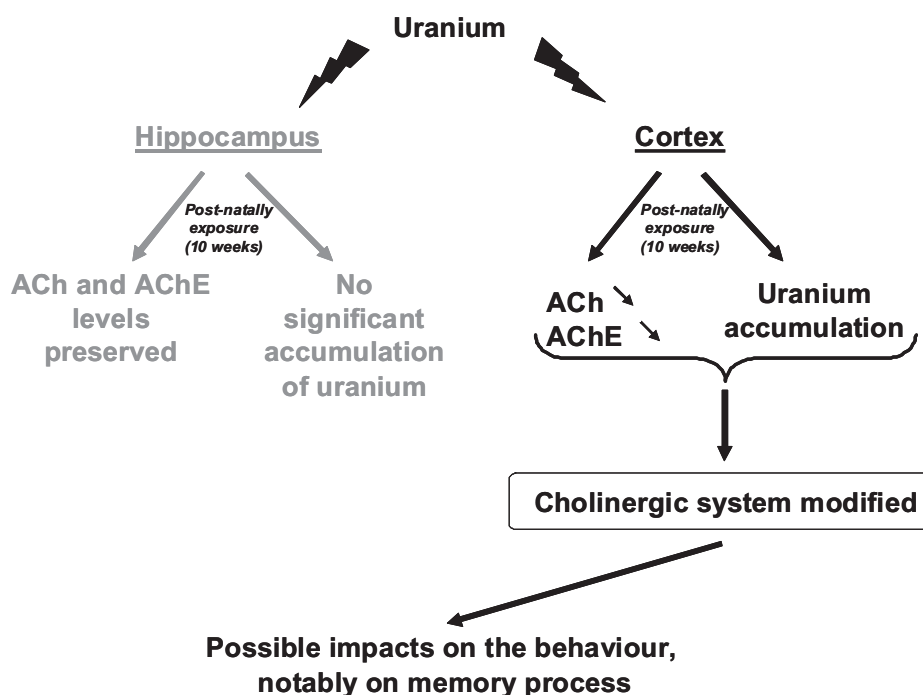 Uranium
Hippocampus
Post-natally
exposure
(10 weeks)
ACh and AChE
levels
preserved
No
significant
accumulation
of uranium
Cortex
Post-natally
exposure
(10 weeks)
ACh
AChE
Uranium
accumulation
Cholinergic system modified
Possible impacts on the behaviour,
notably on memory process